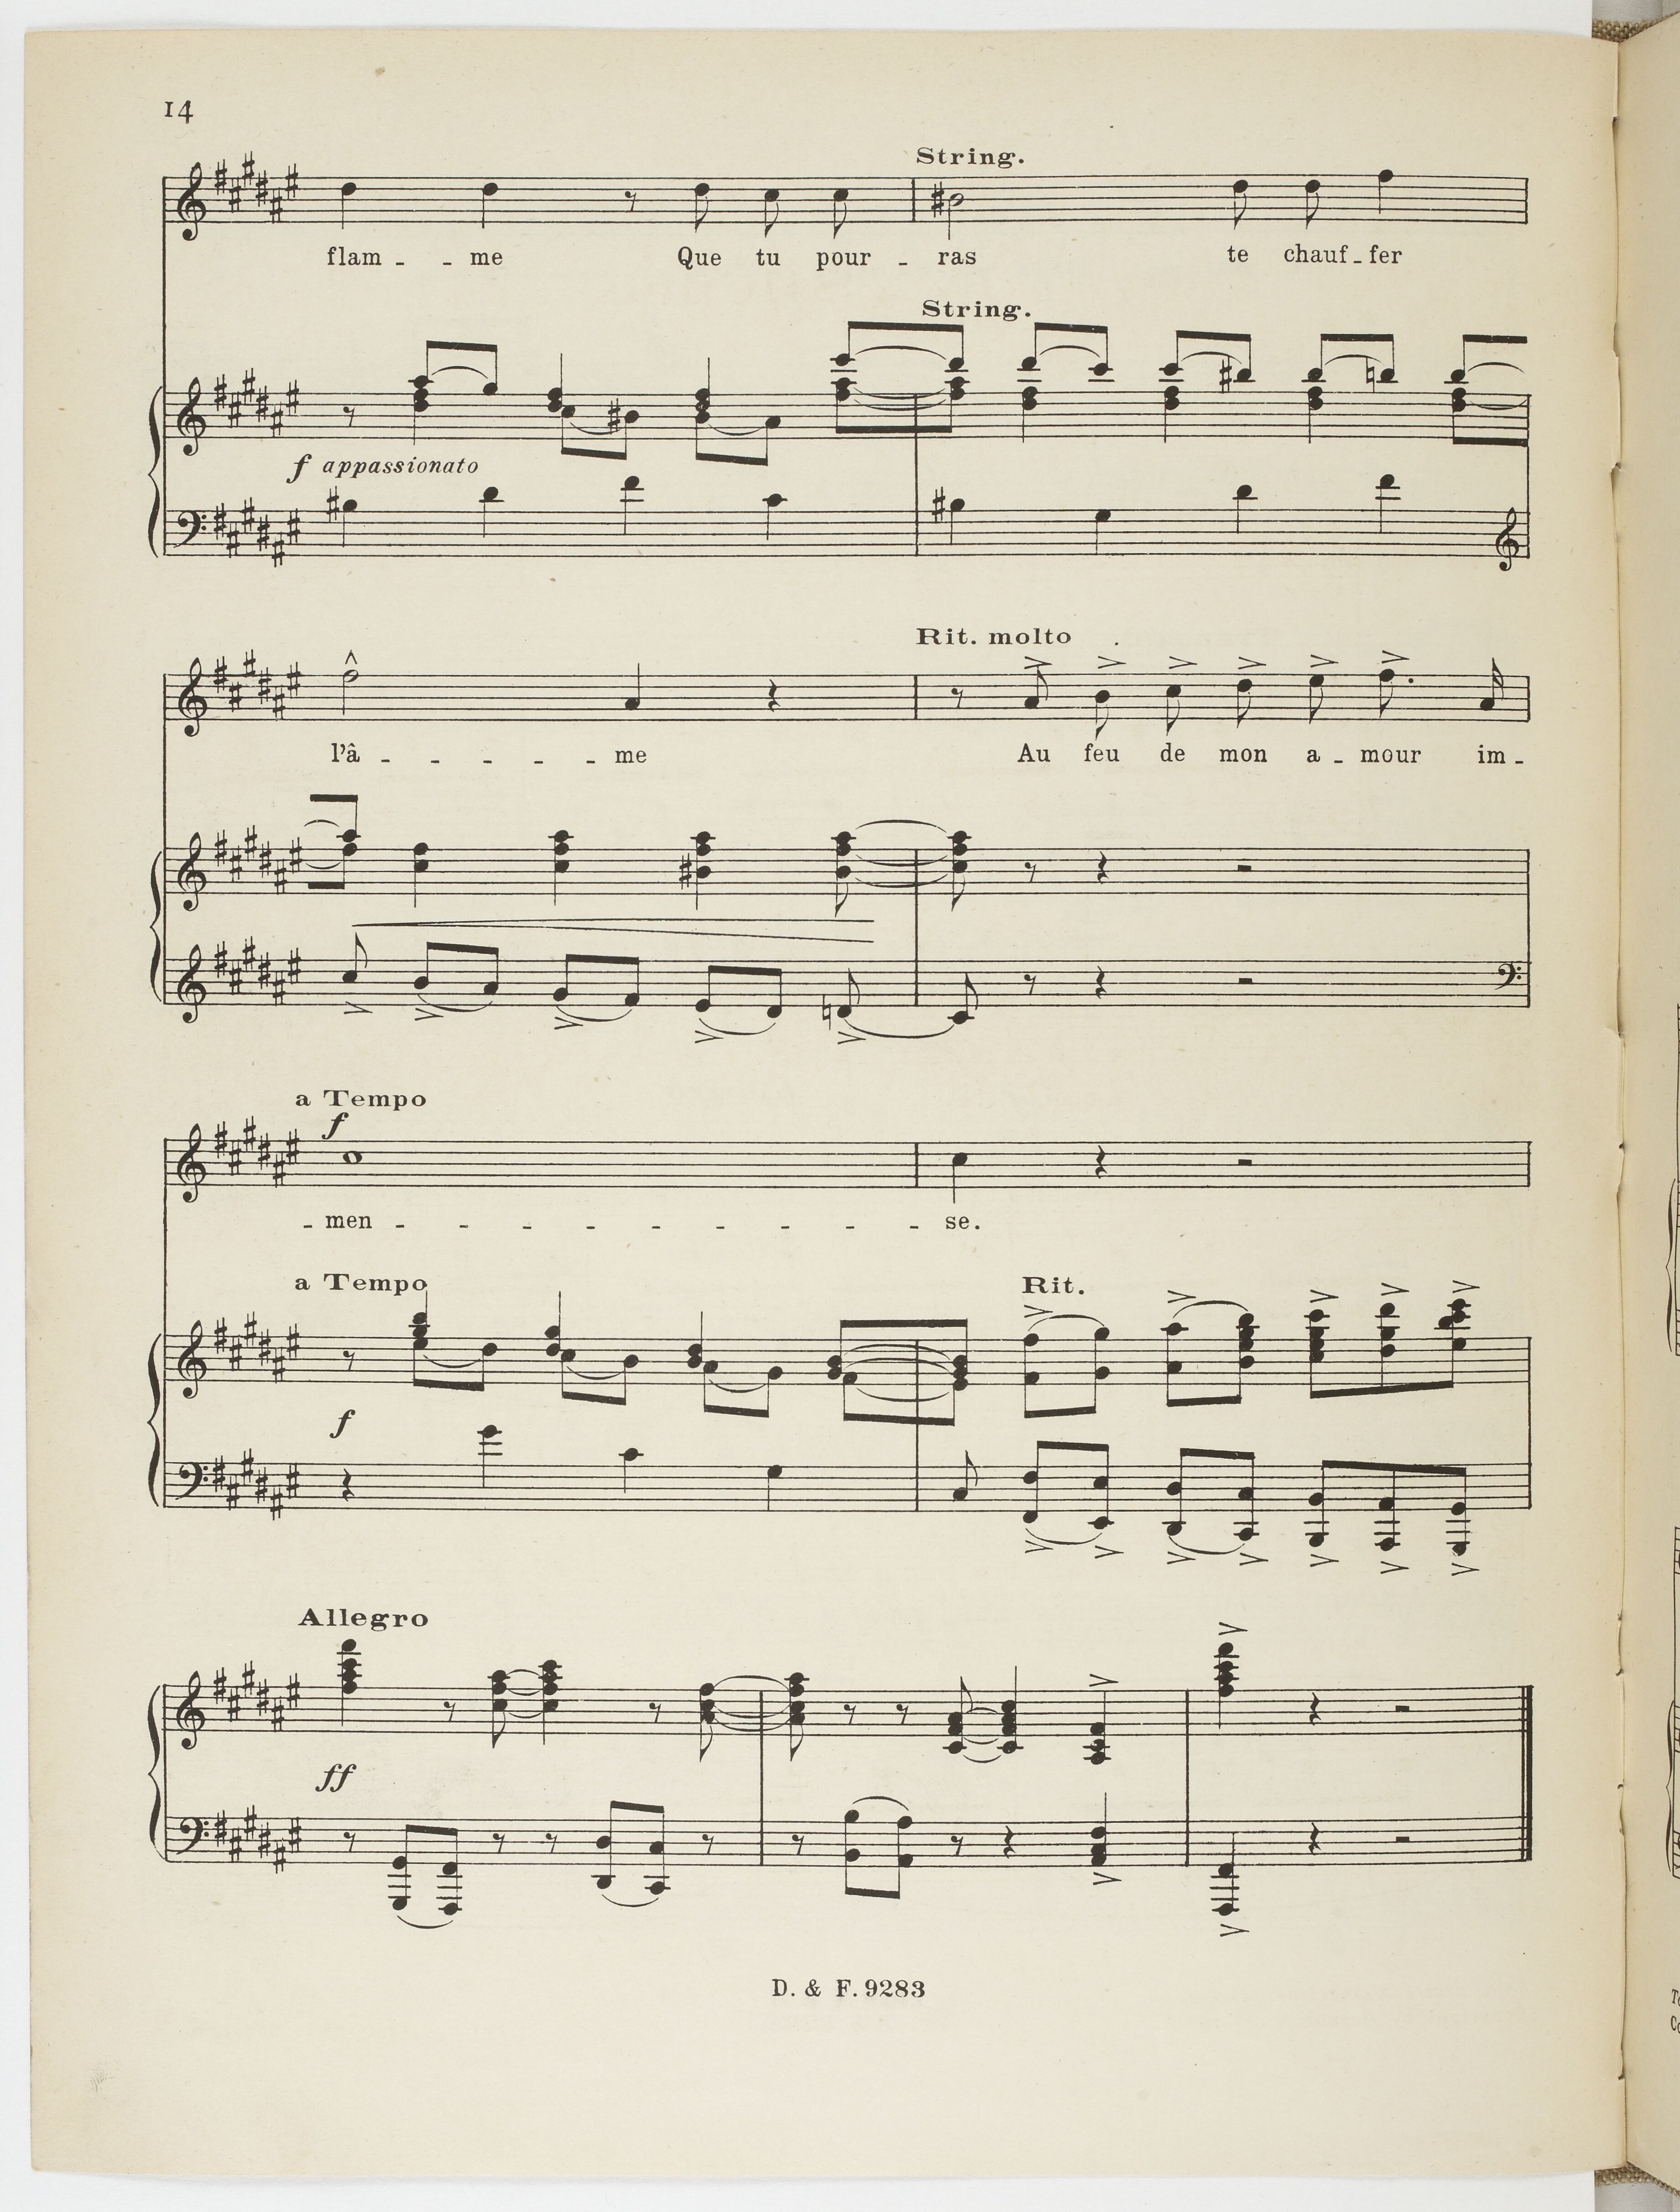 14
String.
flam - - me Que tu pour - ras te chauf - fer
String.
f appassionato
Rit. molto
l'â - - - - - me Au feu de mon a - mour im -
a Tempo
f
- men - - - - - - - - - se.
a Tempo Rit.
f
Allegro
ff
D. & F. 9283